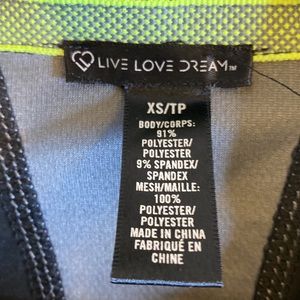 LIVE LOVE DREAM™
XS/TP
BODY/CORPS:
91%
POLYESTER/
POLYESTER
9% SPANDEX/
SPANDEX
MESH/MAILLE:
100%
POLYESTER/
POLYESTER
MADE IN CHINA
FABRIQUÉ EN
CHINE